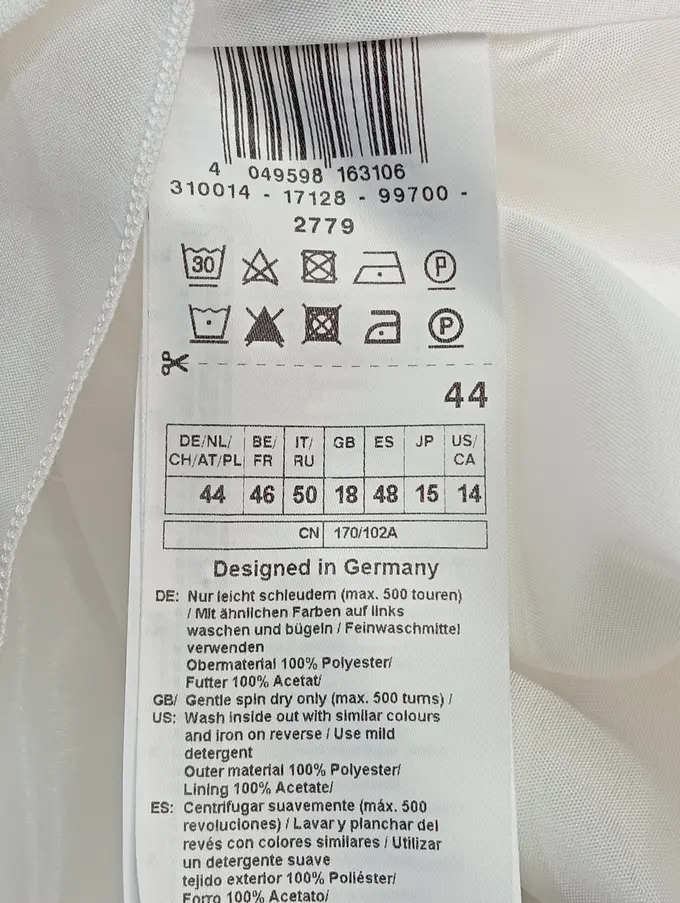 4 049598 163106
310014 - 17128 - 99700 -
2779
30 P
P
44
DE/NL/ CH/AT/PL BE/ FR IT/ RU GB ES JP US/ CA
44 46 50 18 48 15 14
CN 170/102A
Designed in Germany
DE: Nur leicht schleudern (max. 500 touren)
/ Mit ähnlichen Farben auf links
waschen und bügeln / Feinwaschmittel
verwenden
Obermaterial 100% Polyester/
Futter 100% Acetat/
GB/ Gentle spin dry only (max. 500 turns) /
US: Wash inside out with similar colours
and iron on reverse / Use mild
detergent
Outer material 100% Polyester/
Lining 100% Acetate/
ES: Centrifugar suavemente (máx. 500
revoluciones) / Lavar y planchar del
revés con colores similares / Utilizar
un detergente suave
tejido exterior 100% Poliéster/
Forro 100% Acetato/